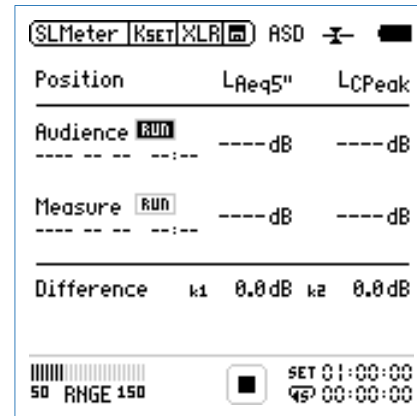 SLMeter KSET XLR ASD
Position LAeq5" LCPeak
Audience RUN ----dB ----dB
---- -- -- --:--
Measure RUN ----dB ----dB
---- -- -- --:--
Difference k1 0.0dB k2 0.0dB
SET 01:00:00
50 RNGE 150 00:00:00